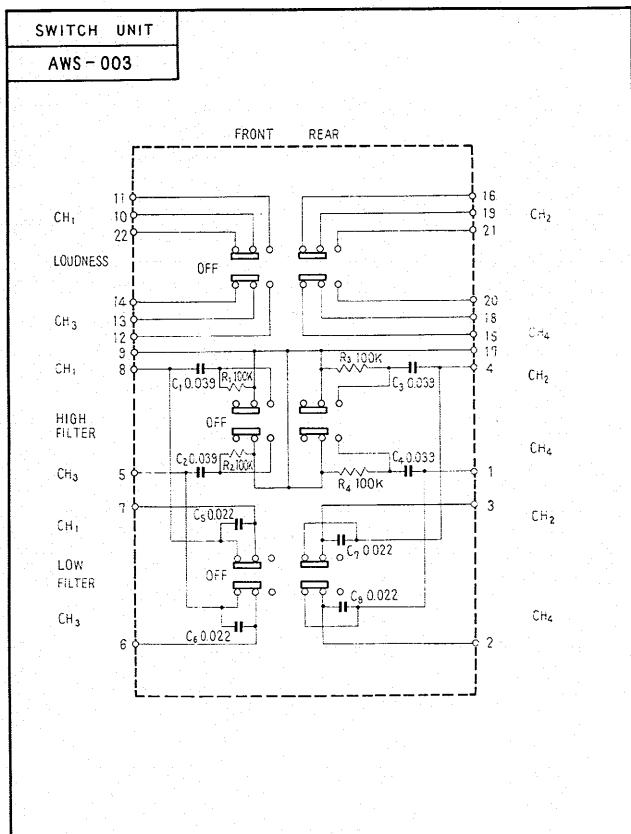 SWITCH UNIT
AWS-003
FRONT REAR
11 16
CH₁ 10 19 CH₂
22 21
LOUDNESS OFF
14 20
CH₃ 13 18
12 15 CH₄
9 17
CH₁ 8 C₁ 0.039 R₁ 100K R₃ 100K C₃ 0.039 4 CH₂
HIGH OFF
FILTER
CH₃ 5 C₂ 0.039 R₂ 100K R₄ 100K C₄ 0.039 1 CH₄
7 3
CH₁ C₅ 0.022 C₇ 0.022 CH₂
LOW OFF
FILTER
CH₃ C₆ 0.022 C₈ 0.022 CH₄
6 2